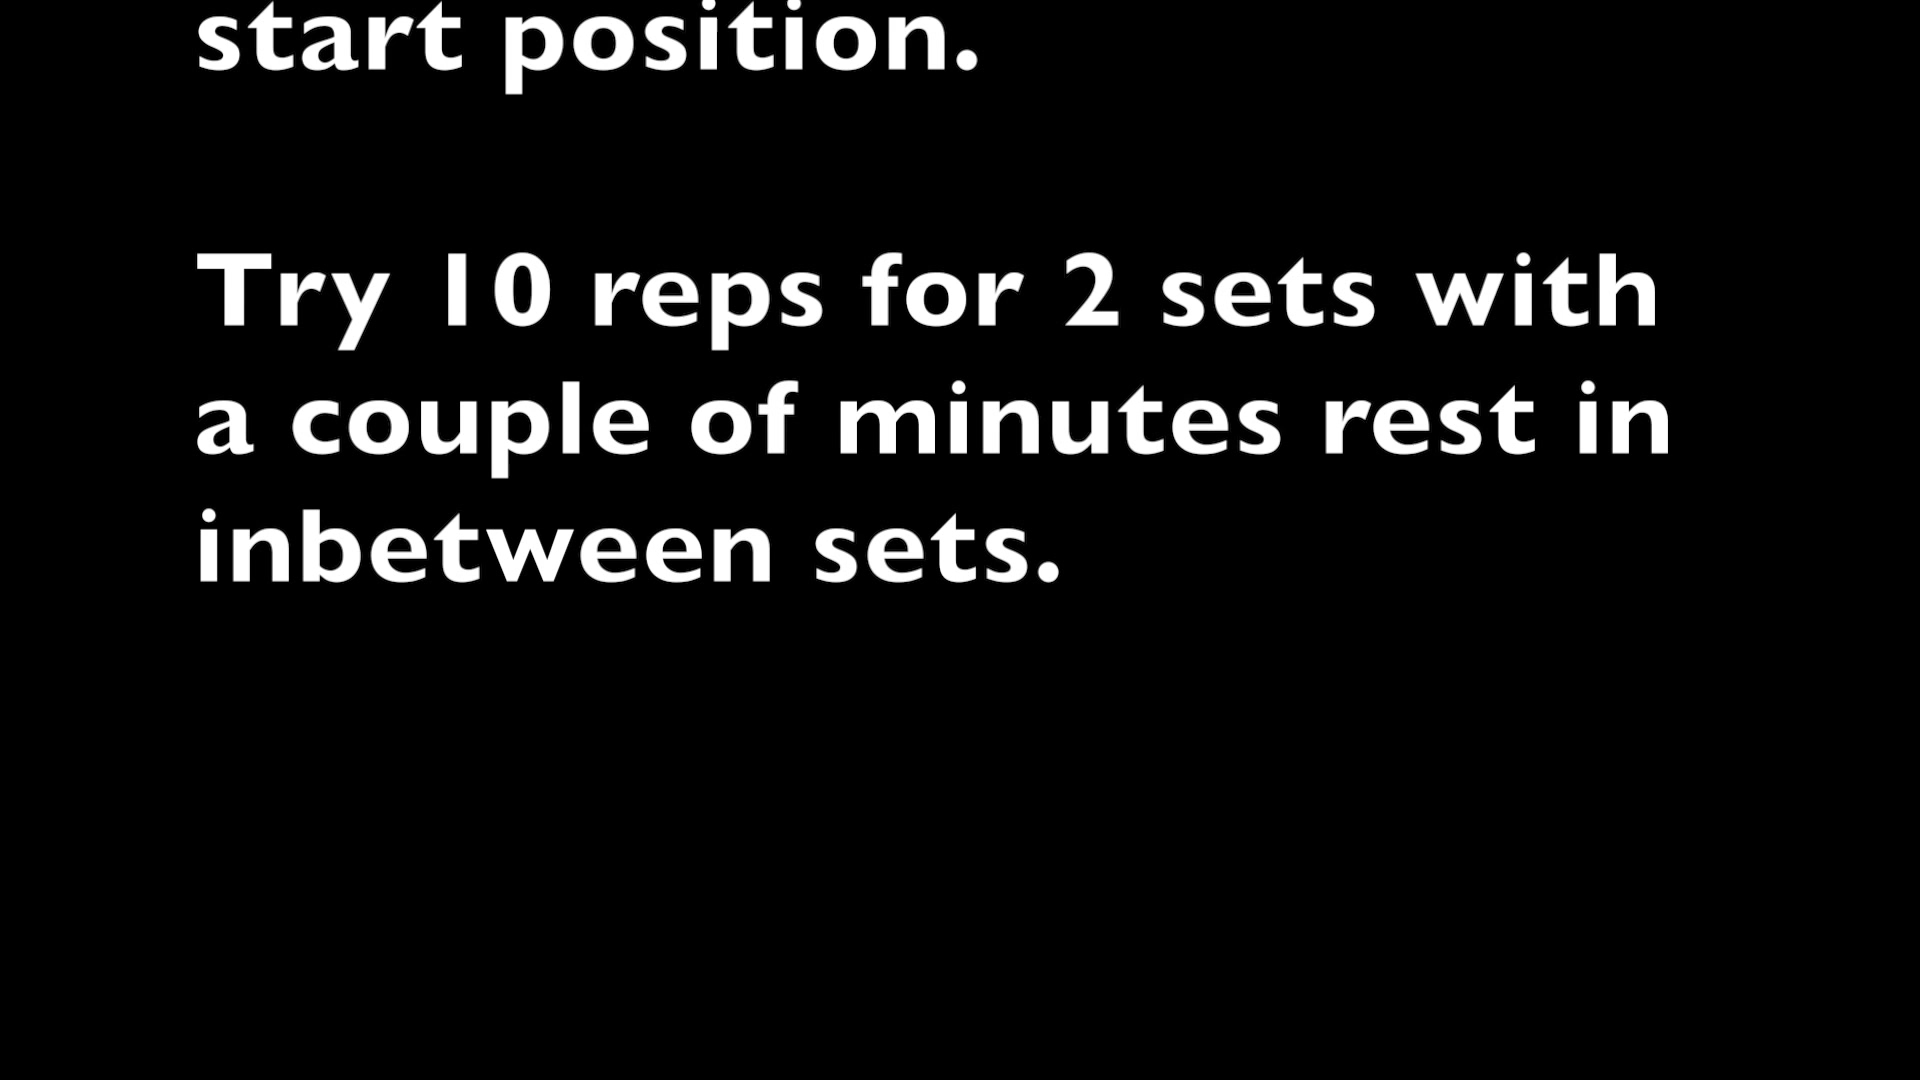 start position.
Try 10 reps for 2 sets with
a couple of minutes rest in
inbetween sets.